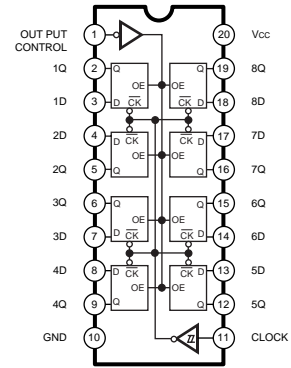 OUT PUT
CONTROL
1 20 Vcc
1Q 2 Q Q 19 8Q
OE OE
1D 3 D CK CK D 18 8D
2D 4 D CK CK D 17 7D
OE OE
2Q 5 Q Q 16 7Q
3Q 6 Q Q 15 6Q
OE OE
3D 7 D CK CK D 14 6D
4D 8 D CK CK D 13 5D
OE OE
4Q 9 Q Q 12 5Q
GND 10 11 CLOCK